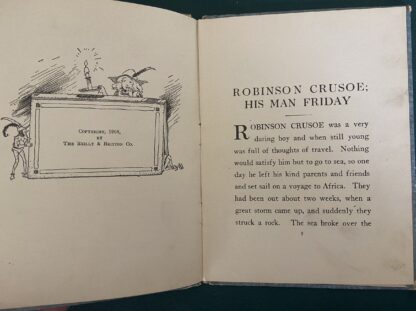 COPYRIGHT, 1908,
BY
THE REILLY & BRITTON CO.
ROBINSON CRUSOE;
HIS MAN FRIDAY
ROBINSON CRUSOE was a very
daring boy and when still young
was full of thoughts of travel. Nothing
would satisfy him but to go to sea, so one
day he left his kind parents and friends
and set sail on a voyage to Africa. They
had been out about two weeks, when a
great storm came up, and suddenly they
struck a rock. The sea broke over the